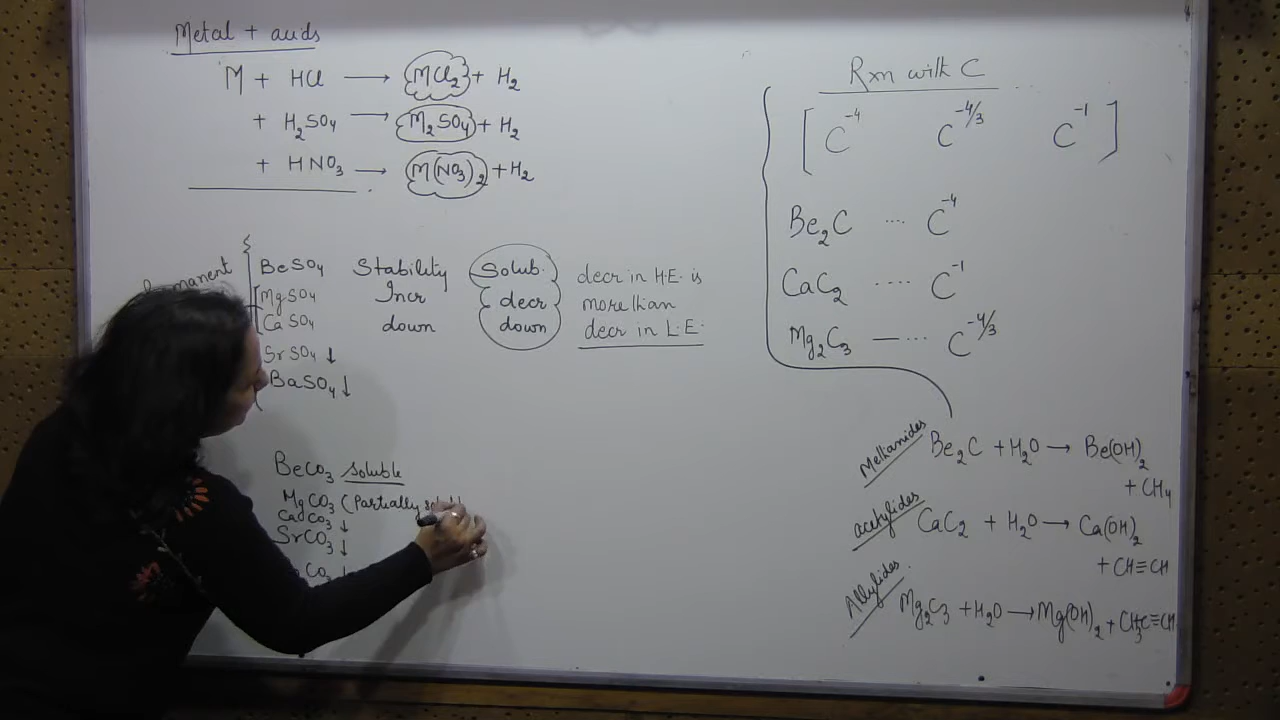 Metal + acids
M + HCl ⟶ MCl₂ + H₂
+ H₂SO₄ ⟶ M₂SO₄ + H₂
+ HNO₃ ⟶ M(NO₃)₂ + H₂
BeSO₄ Stability Solub. decr in H.E. is
MgSO₄ Incr decr more than
CaSO₄ down down decr in L.E.
SrSO₄ ↓
BaSO₄ ↓
BeCO₃ soluble
MgCO₃ (Partially
CaCO₃ ↓
SrCO₃ ↓
CO₃ ↓
Rxn with C
[ C⁻⁴ C⁻⁴/³ C⁻¹ ]
Be₂C .... C⁻⁴
CaC₂ .... C⁻¹
Mg₂C₃ — ... C⁻⁴/³
Methanides Be₂C + H₂O ⟶ Be(OH)₂
+ CH₄
acetylides CaC₂ + H₂O ⟶ Ca(OH)₂
+ CH≡CH
Allylides Mg₂C₃ + H₂O ⟶ Mg(OH)₂ + CH₃C≡CH